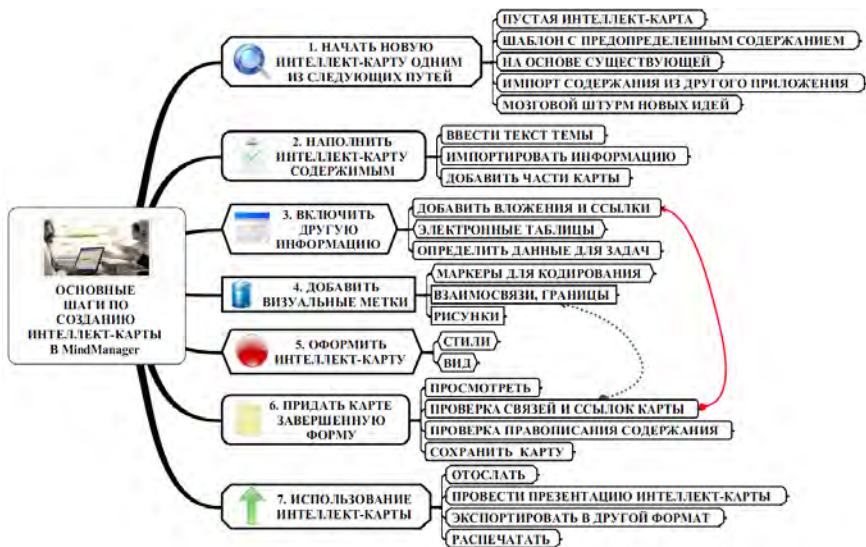 ОСНОВНЫЕ
ШАГИ ПО
СОЗДАНИЮ
ИНТЕЛЛЕКТ-КАРТЫ
В MindManager
1. НАЧАТЬ НОВУЮ
ИНТЕЛЛЕКТ-КАРТУ ОДНИМ
ИЗ СЛЕДУЮЩИХ ПУТЕЙ
ПУСТАЯ ИНТЕЛЛЕКТ-КАРТА
ШАБЛОН С ПРЕДОПРЕДЕЛЕННЫМ СОДЕРЖАНИЕМ
НА ОСНОВЕ СУЩЕСТВУЮЩЕЙ
ИМПОРТ СОДЕРЖАНИЯ ИЗ ДРУГОГО ПРИЛОЖЕНИЯ
МОЗГОВОЙ ШТУРМ НОВЫХ ИДЕЙ
2. НАПОЛНИТЬ
ИНТЕЛЛЕКТ-КАРТУ
СОДЕРЖИМЫМ
ВВЕСТИ ТЕКСТ ТЕМЫ
ИМПОРТИРОВАТЬ ИНФОРМАЦИЮ
ДОБАВИТЬ ЧАСТИ КАРТЫ
3. ВКЛЮЧИТЬ
ДРУГУЮ
ИНФОРМАЦИЮ
ДОБАВИТЬ ВЛОЖЕНИЯ И ССЫЛКИ
ЭЛЕКТРОННЫЕ ТАБЛИЦЫ
ОПРЕДЕЛИТЬ ДАННЫЕ ДЛЯ ЗАДАЧ
4. ДОБАВИТЬ
ВИЗУАЛЬНЫЕ МЕТКИ
МАРКЕРЫ ДЛЯ КОДИРОВАНИЯ
ВЗАИМОСВЯЗИ, ГРАНИЦЫ
РИСУНКИ
5. ОФОРМИТЬ
ИНТЕЛЛЕКТ-КАРТУ
СТИЛИ
ВИД
6. ПРИДАТЬ КАРТЕ
ЗАВЕРШЕННУЮ
ФОРМУ
ПРОСМОТРЕТЬ
ПРОВЕРКА СВЯЗЕЙ И ССЫЛОК КАРТЫ
ПРОВЕРКА ПРАВОПИСАНИЯ СОДЕРЖАНИЯ
СОХРАНИТЬ КАРТУ
7. ИСПОЛЬЗОВАНИЕ
ИНТЕЛЛЕКТ-КАРТЫ
ОТОСЛАТЬ
ПРОВЕСТИ ПРЕЗЕНТАЦИЮ ИНТЕЛЛЕКТ-КАРТЫ
ЭКСПОРТИРОВАТЬ В ДРУГОЙ ФОРМАТ
РАСПЕЧАТАТЬ